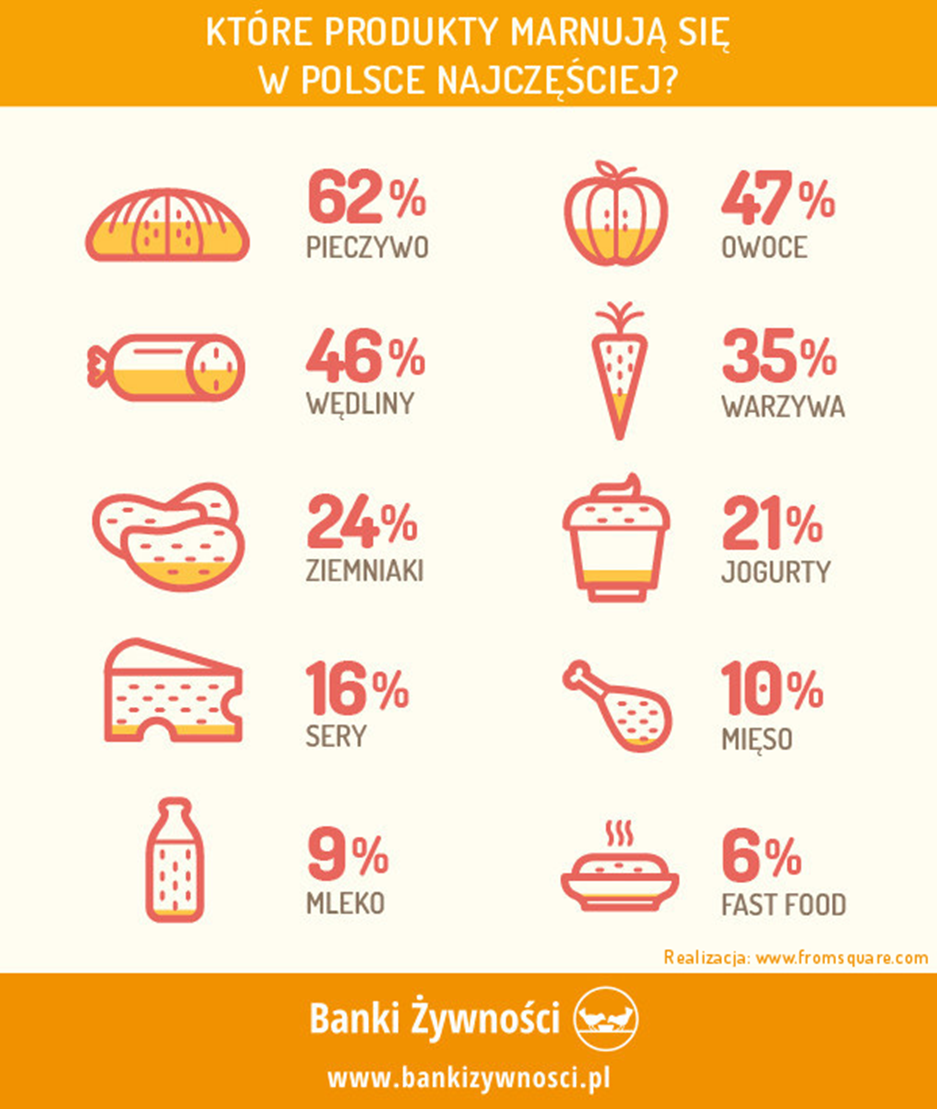 KTÓRE PRODUKTY MARNUJĄ SIĘ
W POLSCE NAJCZĘŚCIEJ?
62%
PIECZYWO
47%
OWOCE
46%
WĘDLINY
35%
WARZYWA
24%
ZIEMNIAKI
21%
JOGURTY
16%
SERY
10%
MIĘSO
9%
MLEKO
6%
FAST FOOD
Realizacja: www.fromsquare.com
Banki Żywności
www.bankizywnosci.pl